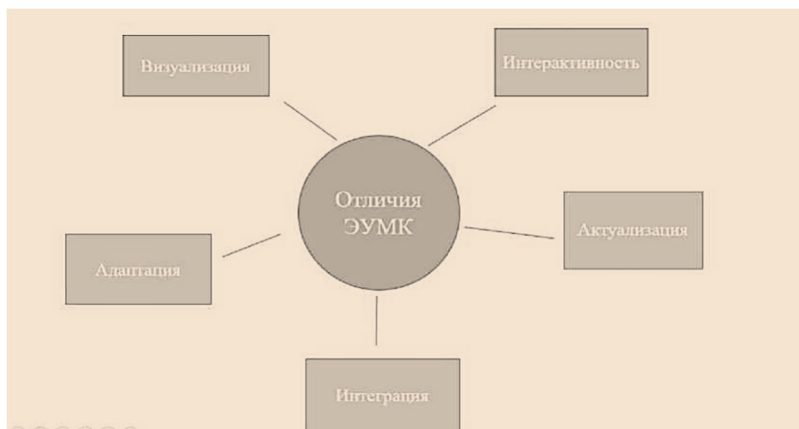 Визуализация
Интерактивность
Отличия
ЭУМК
Актуализация
Адаптация
Интеграция